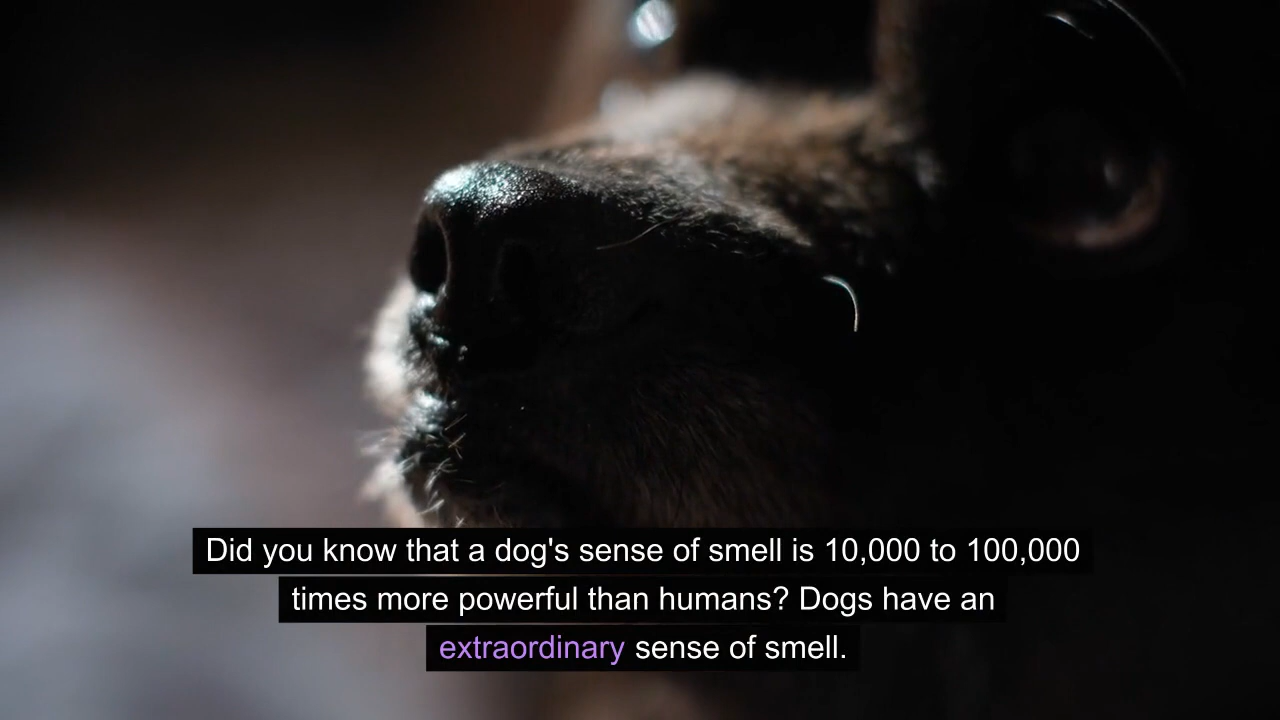 Did you know that a dog's sense of smell is 10,000 to 100,000
times more powerful than humans? Dogs have an
extraordinary sense of smell.